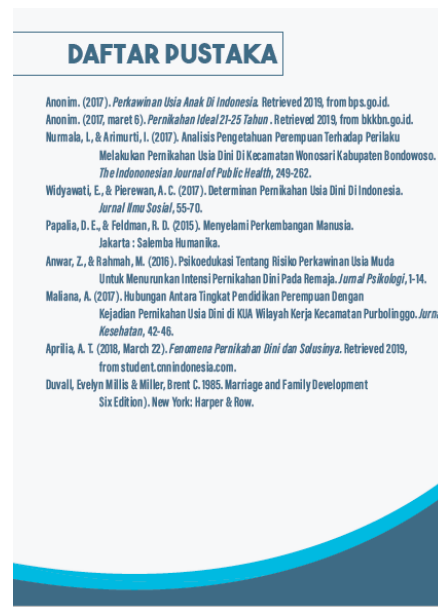 DAFTAR PUSTAKA
Anonim. (2017). Perkawinan Usia Anak Di Indonesia. Retrieved 2019, from bps.go.id.
Anonim. (2017, maret 6). Pernikahan Ideal 21-25 Tahun . Retrieved 2019, from bkkbn.go.id.
Nurmala, I., & Arimurti, I. (2017). Analisis Pengetahuan Perempuan Terhadap Perilaku
Melakukan Pernikahan Usia Dini Di Kecamatan Wonosari Kabupaten Bondowoso.
The Indononesian Journal of Public Health, 249-262.
Widyawati, E., & Pierewan, A. C. (2017). Determinan Pernikahan Usia Dini Di Indonesia.
Jurnal Ilmu Sosial, 55-70.
Papalia, D. E., & Feldman, R. D. (2015). Menyelami Perkembangan Manusia.
Jakarta : Salemba Humanika.
Anwar, Z., & Rahmah, M. (2016). Psikoedukasi Tentang Risiko Perkawinan Usia Muda
Untuk Menurunkan Intensi Pernikahan Dini Pada Remaja. Jurnal Psikologi, 1-14.
Maliana, A. (2017). Hubungan Antara Tingkat Pendidikan Perempuan Dengan
Kejadian Pernikahan Usia Dini di KUA Wilayah Kerja Kecamatan Purbolinggo. Jurn
Kesehatan, 42-46.
Aprilia, A. T. (2018, March 22). Fenomena Pernikahan Dini dan Solusinya. Retrieved 2019,
from student.cnnindonesia.com.
Duvall, Evelyn Millis & Miller, Brent C. 1985. Marriage and Family Development
Six Edition). New York: Harper & Row.